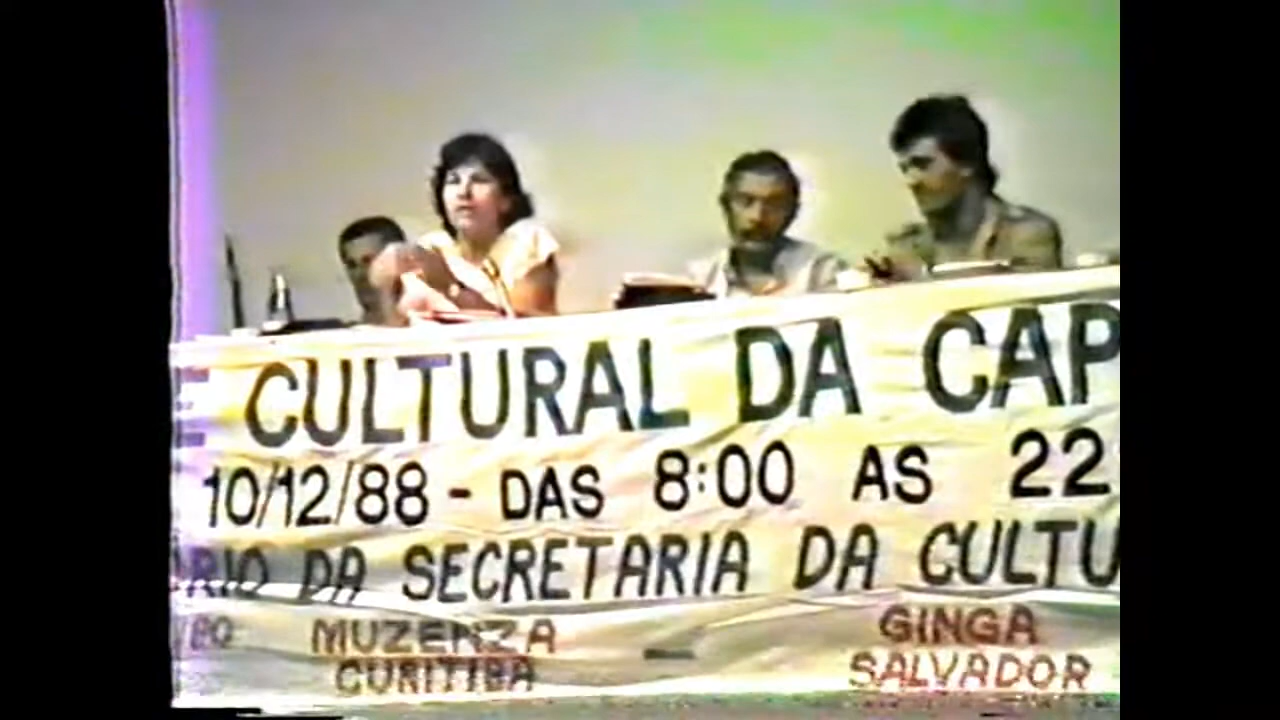 E CULTURAL DA CAP
10/12/88 - DAS 8:00 AS 22
RIO DA SECRETARIA DA CULTU
MUZENZA GINGA
CURITIBA SALVADOR